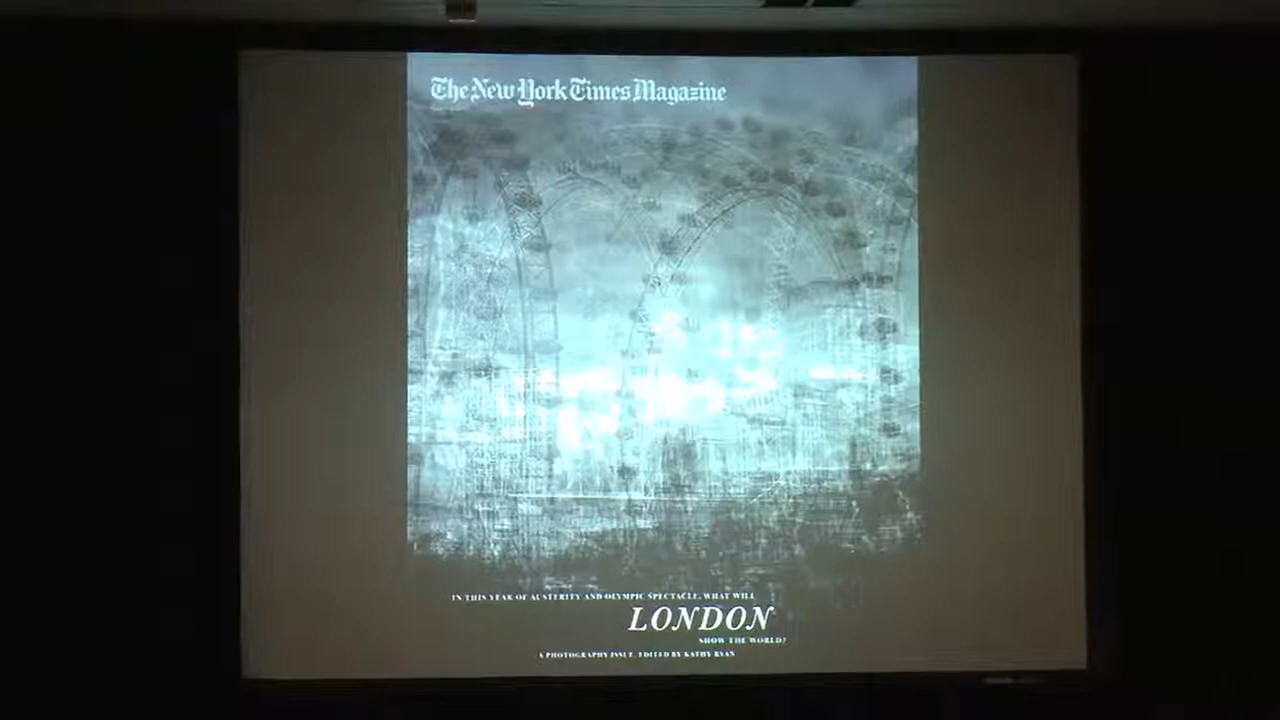 The New York Times Magazine
IN THIS YEAR OF AUSTERITY AND OLYMPIC SPECTACLE, WHAT WILL
LONDON
SHOW THE WORLD?
A PHOTOGRAPHY ISSUE. EDITED BY KATHY RYAN